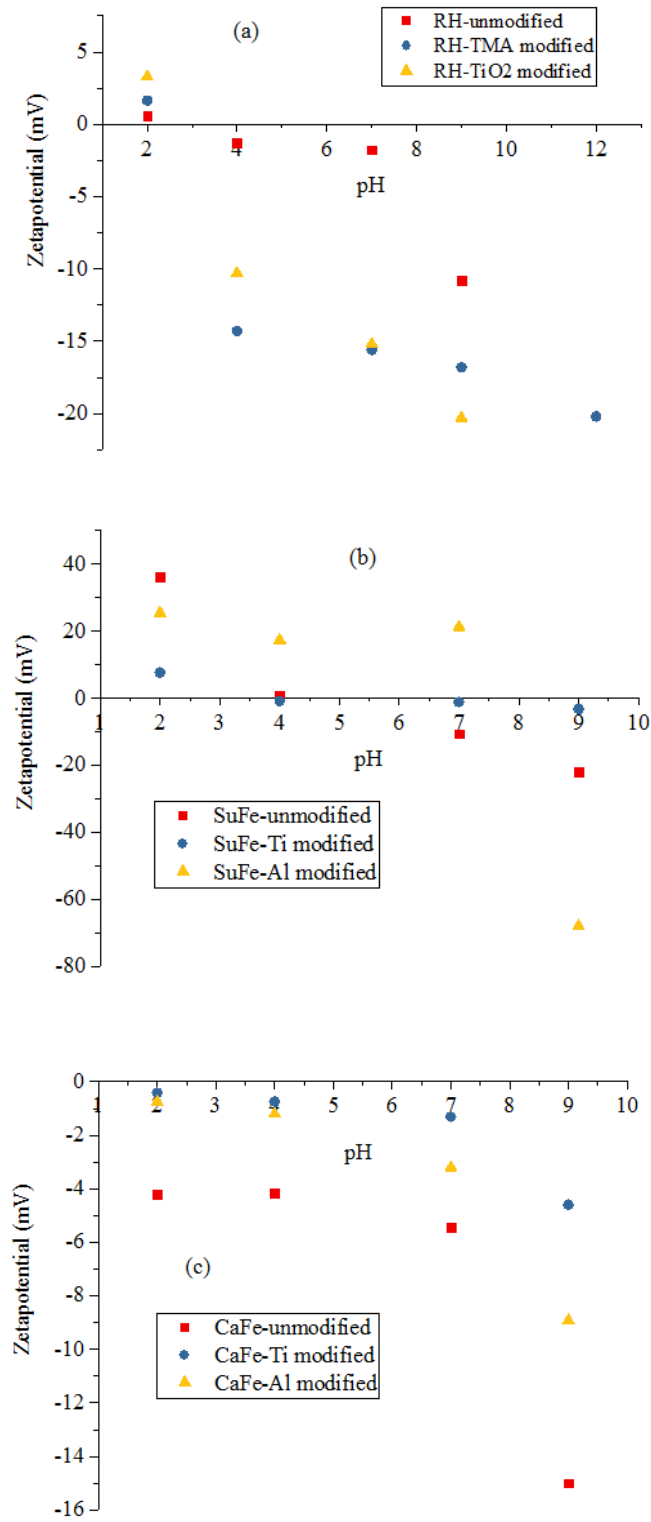 (a)
RH-unmodified
RH-TMA modified
RH-TiO2 modified
7.5
5
0
-5
-10
-15
-20
2 4 6 8 10 12
pH
Zetapotential (mV)
(b)
40
20
0
-20
-40
-60
-80
1 2 3 4 5 6 7 8 9 10
pH
Zetapotential (mV)
SuFe-unmodified
SuFe-Ti modified
SuFe-Al modified
0
-2
-4
-6
-8
-10
-12
-14
-16
1 2 3 4 5 6 7 8 9 10
pH
Zetapotential (mV)
(c)
CaFe-unmodified
CaFe-Ti modified
CaFe-Al modified